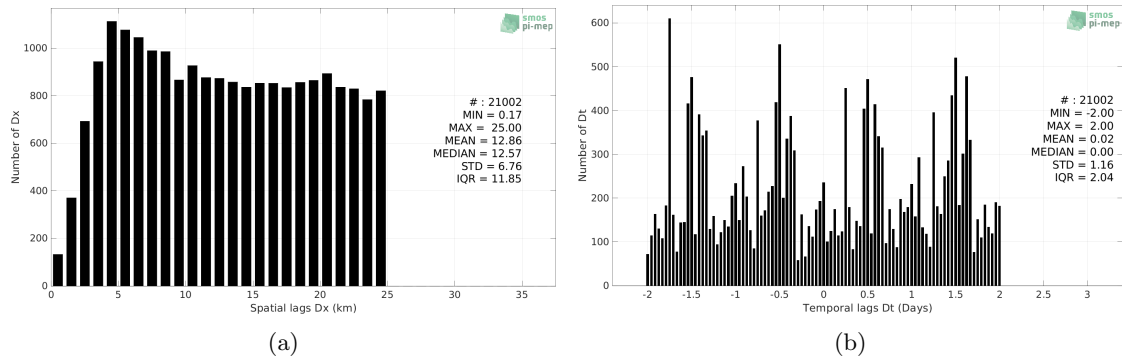 smos
pi-mep
1000
800
600
400
200
0
Number of Dx
# : 21002
MIN = 0.17
MAX = 25.00
MEAN = 12.86
MEDIAN = 12.57
STD = 6.76
IQR = 11.85
0 5 10 15 20 25 30 35
Spatial lags Dx (km)
(a)
smos
pi-mep
600
500
400
300
200
100
0
Number of Dt
# : 21002
MIN = -2.00
MAX = 2.00
MEAN = 0.02
MEDIAN = 0.00
STD = 1.16
IQR = 2.04
-2 -1.5 -1 -0.5 0 0.5 1 1.5 2 2.5 3
Temporal lags Dt (Days)
(b)